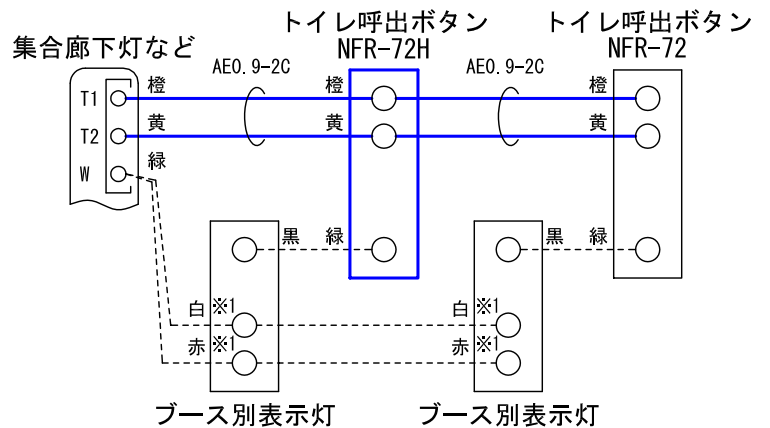 トイレ呼出ボタン
NFR-72H
トイレ呼出ボタン
NFR-72
集合廊下灯など
AE0.9-2C
AE0.9-2C
T1 橙 橙 橙
T2 黄 黄 黄
W 緑
黒 緑
黒 緑
白 ※1
白 ※1
赤 ※1
赤 ※1
ブース別表示灯
ブース別表示灯